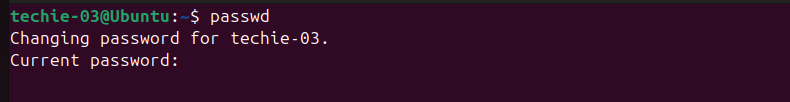 techie-03@Ubuntu:~$ passwd
Changing password for techie-03.
Current password: